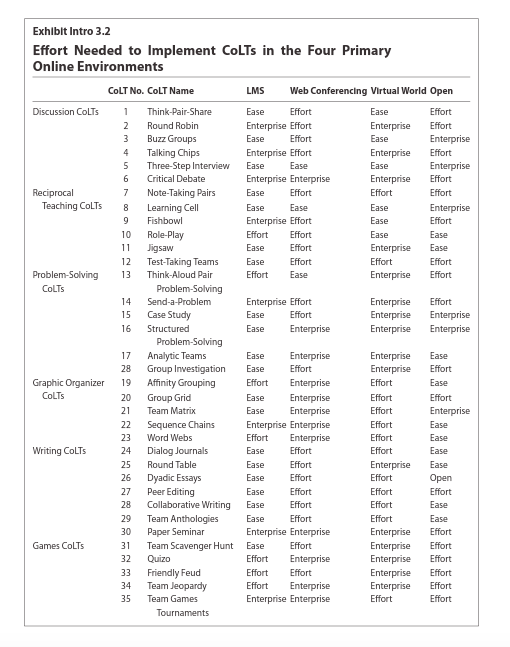 Exhibit Intro 3.2
Effort Needed to Implement CoLTs in the Four Primary
Online Environments
CoLT No. CoLT Name LMS Web Conferencing Virtual World Open
Discussion CoLTs 1 Think-Pair-Share Ease Effort Ease Effort
2 Round Robin Enterprise Effort Enterprise Effort
3 Buzz Groups Ease Effort Ease Enterprise
4 Talking Chips Enterprise Effort Enterprise Effort
5 Three-Step Interview Ease Ease Ease Enterprise
6 Critical Debate Enterprise Enterprise Enterprise Effort
Reciprocal 7 Note-Taking Pairs Ease Effort Effort Effort
Teaching CoLTs 8 Learning Cell Ease Ease Ease Enterprise
9 Fishbowl Enterprise Effort Ease Effort
10 Role-Play Effort Effort Ease Ease
11 Jigsaw Ease Effort Enterprise Ease
12 Test-Taking Teams Ease Effort Effort Effort
Problem-Solving 13 Think-Aloud Pair Effort Ease Enterprise Effort
CoLTs Problem-Solving
14 Send-a-Problem Enterprise Effort Enterprise Effort
15 Case Study Ease Effort Enterprise Enterprise
16 Structured Ease Enterprise Enterprise Enterprise
Problem-Solving
17 Analytic Teams Ease Enterprise Enterprise Ease
28 Group Investigation Ease Effort Enterprise Effort
Graphic Organizer 19 Affinity Grouping Effort Enterprise Effort Ease
CoLTs 20 Group Grid Ease Enterprise Effort Effort
21 Team Matrix Ease Enterprise Effort Enterprise
22 Sequence Chains Enterprise Enterprise Effort Ease
23 Word Webs Effort Enterprise Effort Ease
Writing CoLTs 24 Dialog Journals Ease Effort Effort Ease
25 Round Table Ease Effort Enterprise Ease
26 Dyadic Essays Ease Effort Effort Open
27 Peer Editing Ease Effort Effort Effort
28 Collaborative Writing Ease Effort Effort Ease
29 Team Anthologies Ease Effort Effort Ease
30 Paper Seminar Enterprise Enterprise Enterprise Effort
Games CoLTs 31 Team Scavenger Hunt Ease Effort Enterprise Effort
32 Quizo Effort Enterprise Enterprise Effort
33 Friendly Feud Effort Effort Enterprise Effort
34 Team Jeopardy Effort Enterprise Enterprise Effort
35 Team Games Enterprise Enterprise Effort Effort
Tournaments